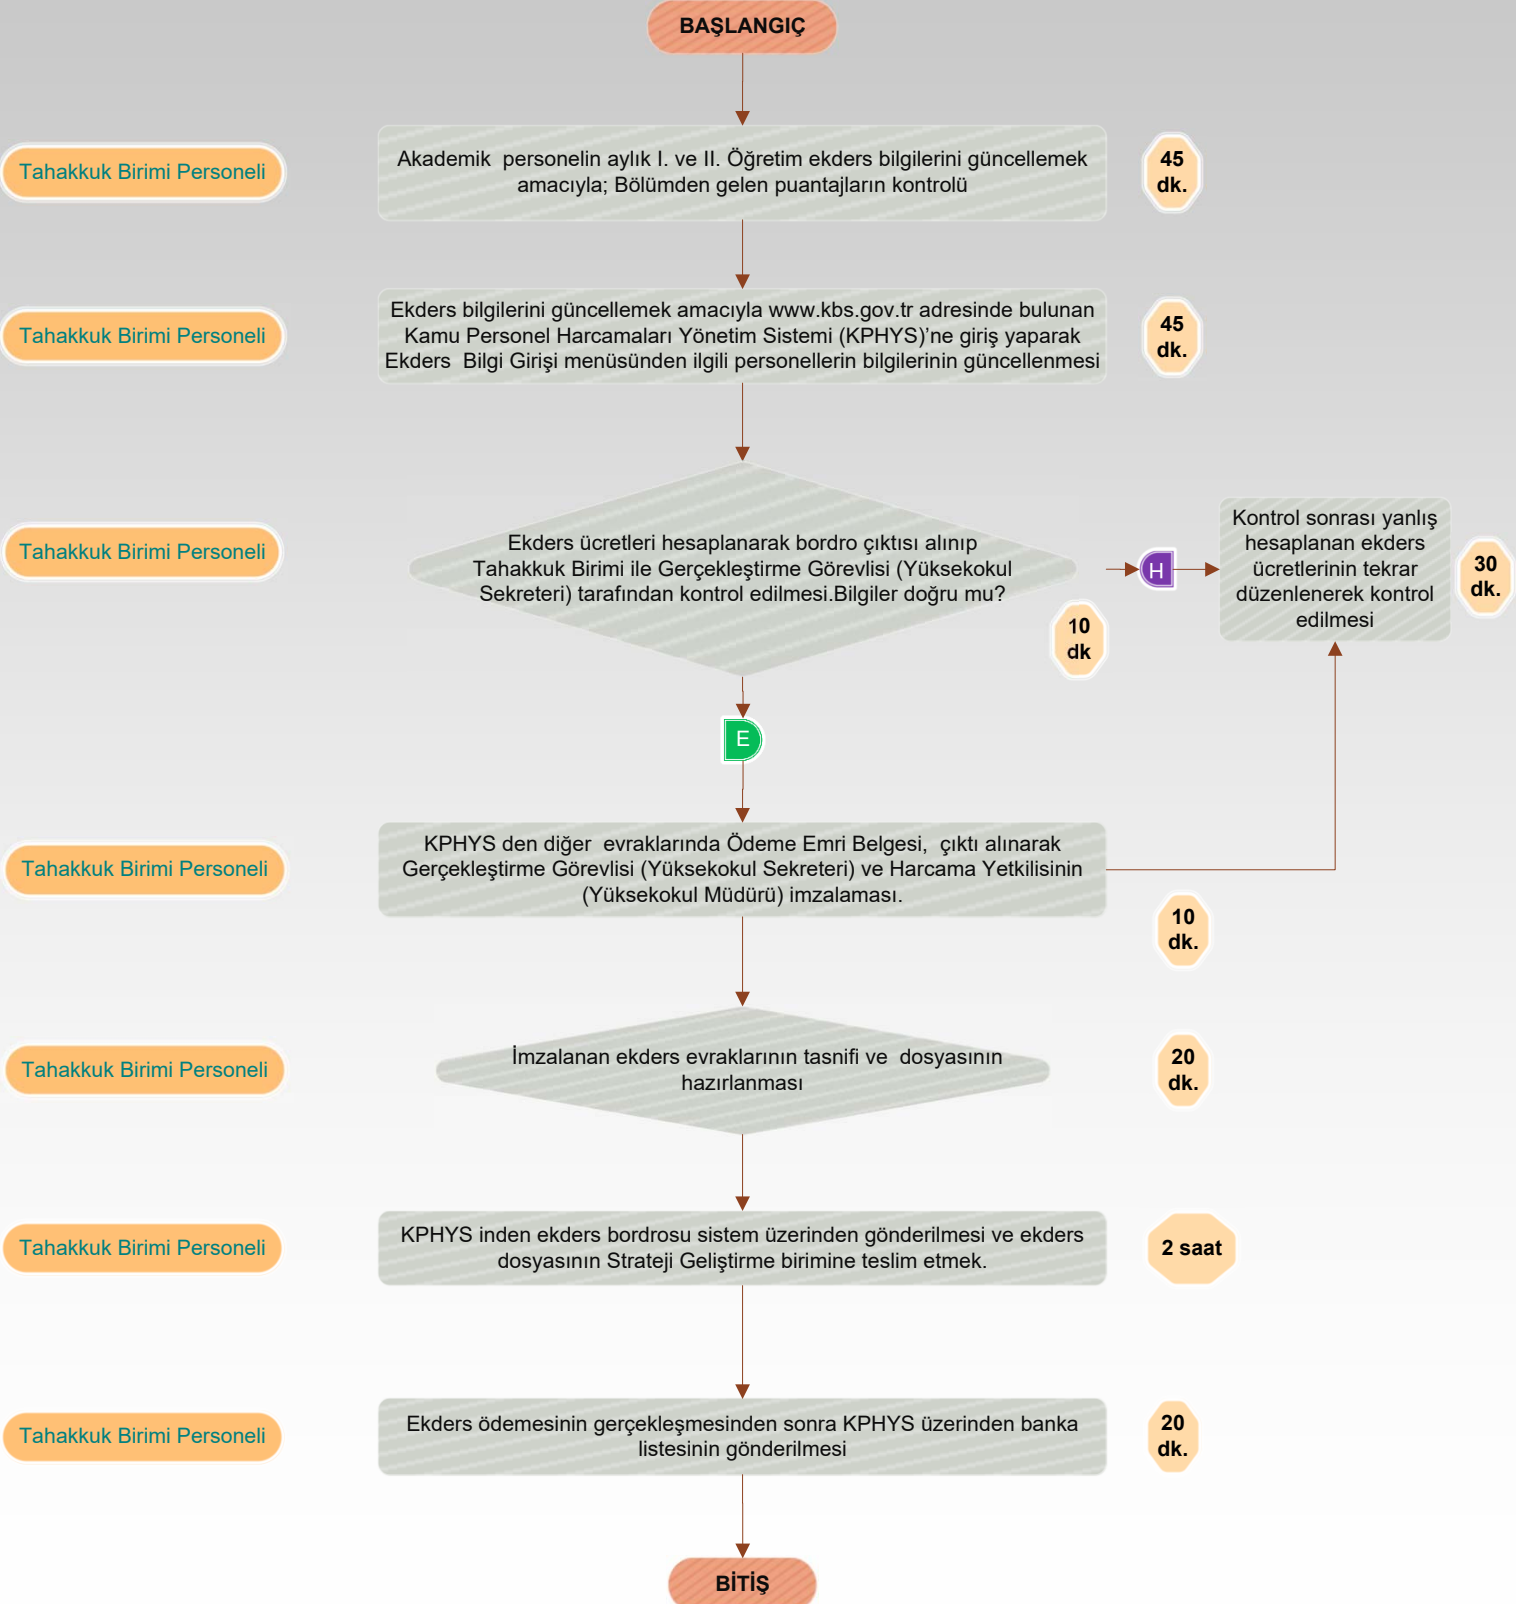 BAŞLANGIÇ
Tahakkuk Birimi Personeli
Akademik  personelin aylık I. ve II. Öğretim ekders bilgilerini güncellemek
amacıyla; Bölümden gelen puantajların kontrolü
45
dk.
Tahakkuk Birimi Personeli
Ekders bilgilerini güncellemek amacıyla www.kbs.gov.tr adresinde bulunan
Kamu Personel Harcamaları Yönetim Sistemi (KPHYS)’ne giriş yaparak
Ekders  Bilgi Girişi menüsünden ilgili personellerin bilgilerinin güncellenmesi
45
dk.
Tahakkuk Birimi Personeli
Ekders ücretleri hesaplanarak bordro çıktısı alınıp
Tahakkuk Birimi ile Gerçekleştirme Görevlisi (Yüksekokul
Sekreteri) tarafından kontrol edilmesi.Bilgiler doğru mu?
10
dk
H
Kontrol sonrası yanlış
hesaplanan ekders
ücretlerinin tekrar
düzenlenerek kontrol
edilmesi
30
dk.
E
Tahakkuk Birimi Personeli
KPHYS den diğer  evraklarında Ödeme Emri Belgesi,  çıktı alınarak
Gerçekleştirme Görevlisi (Yüksekokul Sekreteri) ve Harcama Yetkilisinin
(Yüksekokul Müdürü) imzalaması.
10
dk.
Tahakkuk Birimi Personeli
İmzalanan ekders evraklarının tasnifi ve  dosyasının
hazırlanması
20
dk.
Tahakkuk Birimi Personeli
KPHYS inden ekders bordrosu sistem üzerinden gönderilmesi ve ekders
dosyasının Strateji Geliştirme birimine teslim etmek.
2 saat
Tahakkuk Birimi Personeli
Ekders ödemesinin gerçekleşmesinden sonra KPHYS üzerinden banka
listesinin gönderilmesi
20
dk.
BİTİŞ